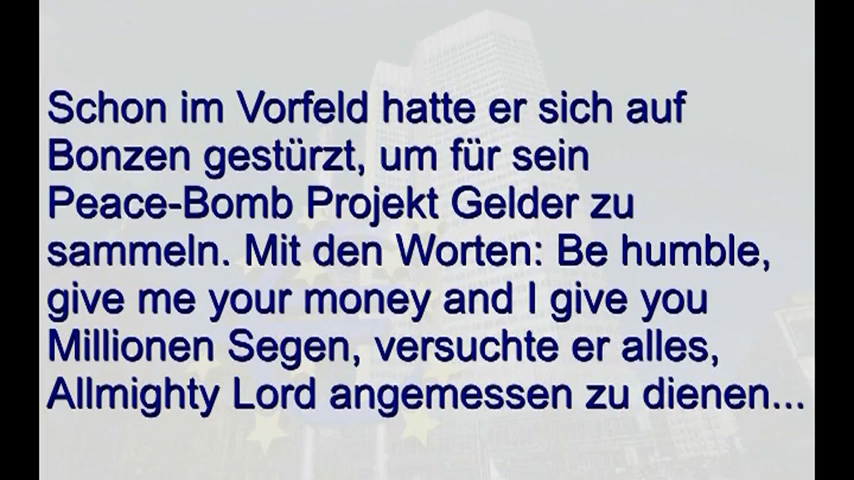 Schon im Vorfeld hatte er sich auf
Bonzen gestürzt, um für sein
Peace-Bomb Projekt Gelder zu
sammeln. Mit den Worten: Be humble,
give me your money and I give you
Millionen Segen, versuchte er alles,
Allmighty Lord angemessen zu dienen...